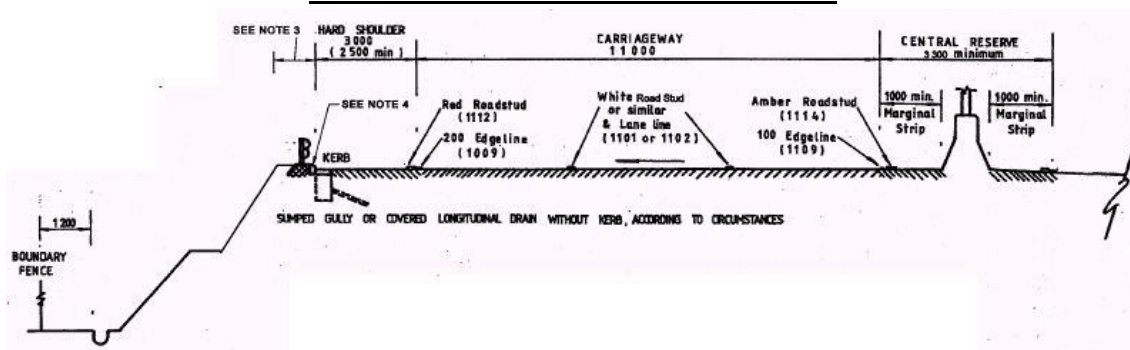 SEE NOTE 3
HARD SHOULDER
3000
(2500 min)
CARRIAGEWAY
11000
CENTRAL RESERVE
3300 minimum
SEE NOTE 4
Red Roadstud
(1112)
200 Edgeline
(1009)
White Road Stud
or similar
& Lane line
(1101 or 1102)
Amber Roadstud
(1114)
100 Edgeline
(1109)
1000 min.
Marginal
Strip
1000 min.
Marginal
Strip
KERB
SUMPED GULLY OR COVERED LONGITUDINAL DRAIN WITHOUT KERB, ACCORDING TO CIRCUMSTANCES
1200
BOUNDARY
FENCE